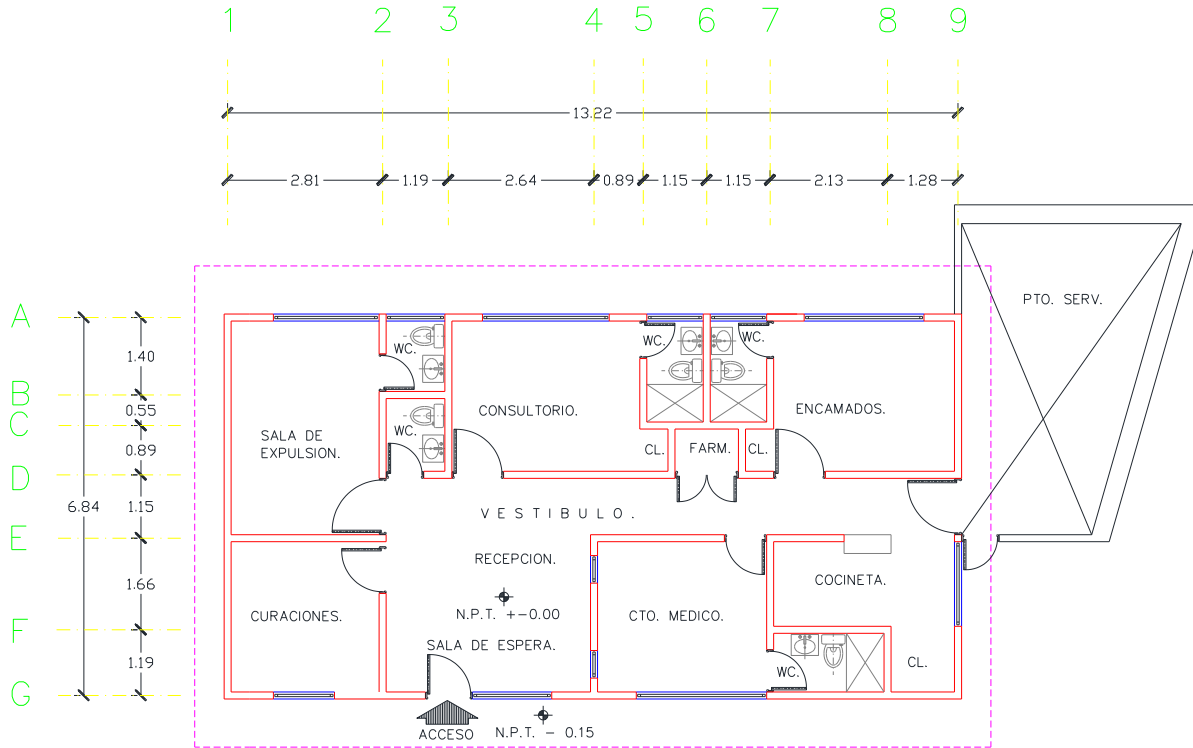 1 2 3 4 5 6 7 8 9
13.22
2.81 1.19 2.64 0.89 1.15 1.15 2.13 1.28
A
B
C
D
E
F
G
1.40
0.55
0.89
1.15
1.66
1.19
6.84
PTO. SERV.
WC.
WC.
WC.
WC.
CONSULTORIO.
ENCAMADOS.
SALA DE
EXPULSION.
CL.
FARM.
CL.
VESTIBULO.
RECEPCION.
COCINETA.
CURACIONES.
N.P.T. +-0.00
CTO. MEDICO.
SALA DE ESPERA.
WC.
CL.
ACCESO
N.P.T. - 0.15